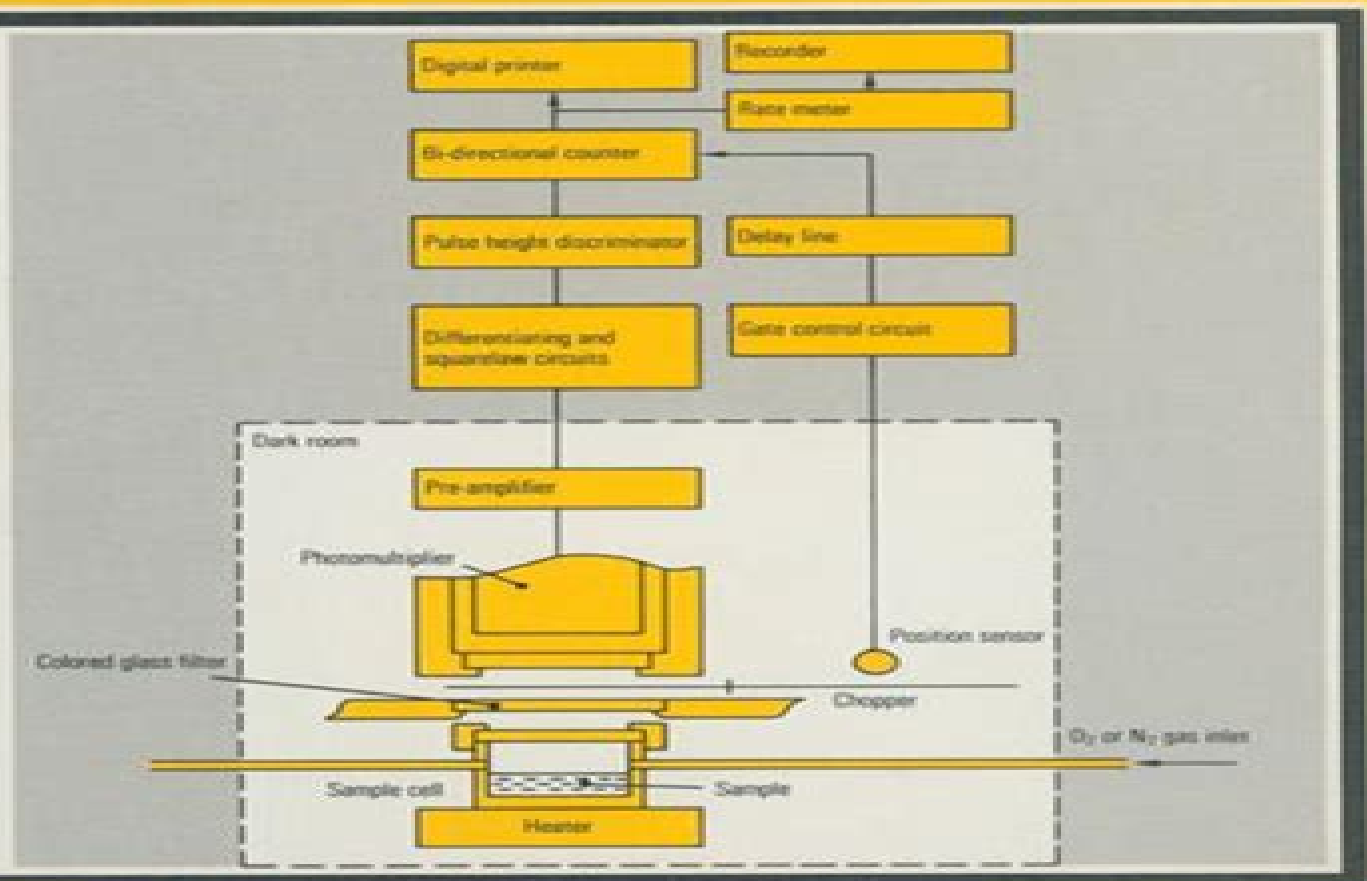 Digital printer
Recorder
Rate meter
Bi-directional counter
Pulse height discriminator
Delay line
Differentiating and
squarelaw circuits
Gate control circuit
Dark room
Pre-amplifier
Photomultiplier
Position sensor
Colored glass filter
Chopper
O₂ or N₂ gas inlet
Sample cell
Sample
Heater